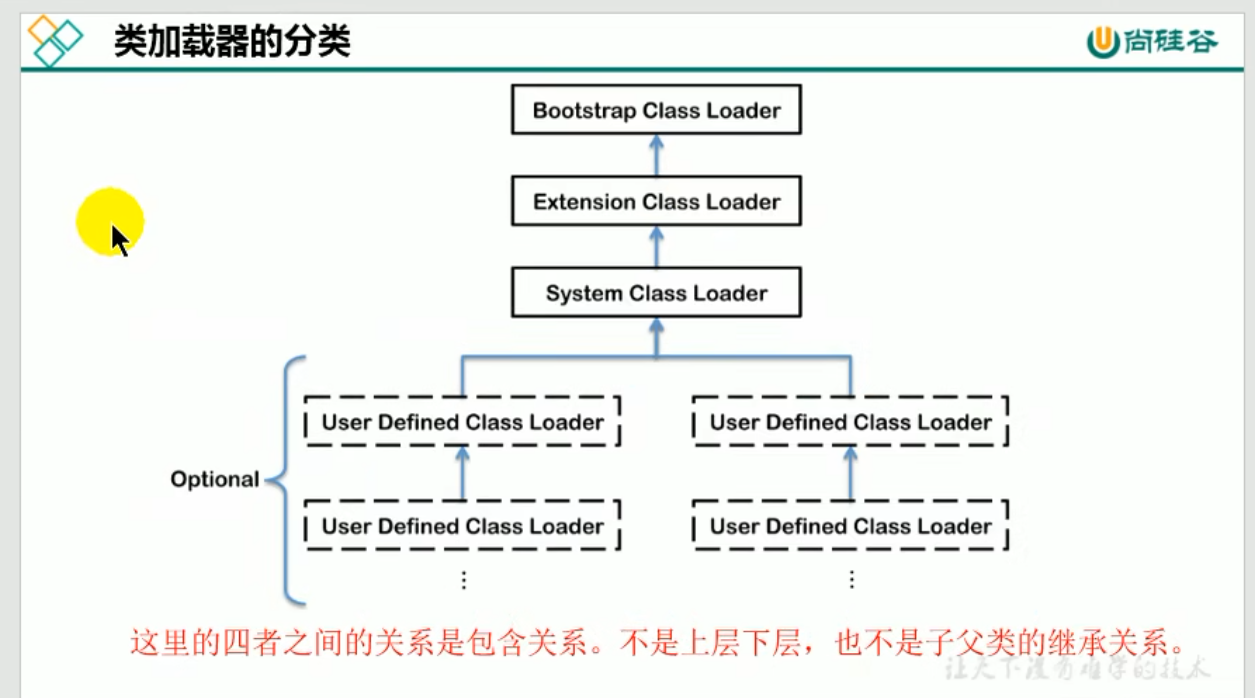 类加载器的分类
尚硅谷
Bootstrap Class Loader
Extension Class Loader
System Class Loader
User Defined Class Loader
User Defined Class Loader
Optional
User Defined Class Loader
User Defined Class Loader
这里的四者之间的关系是包含关系。不是上层下层，也不是子父类的继承关系。
让天下没有难学的技术